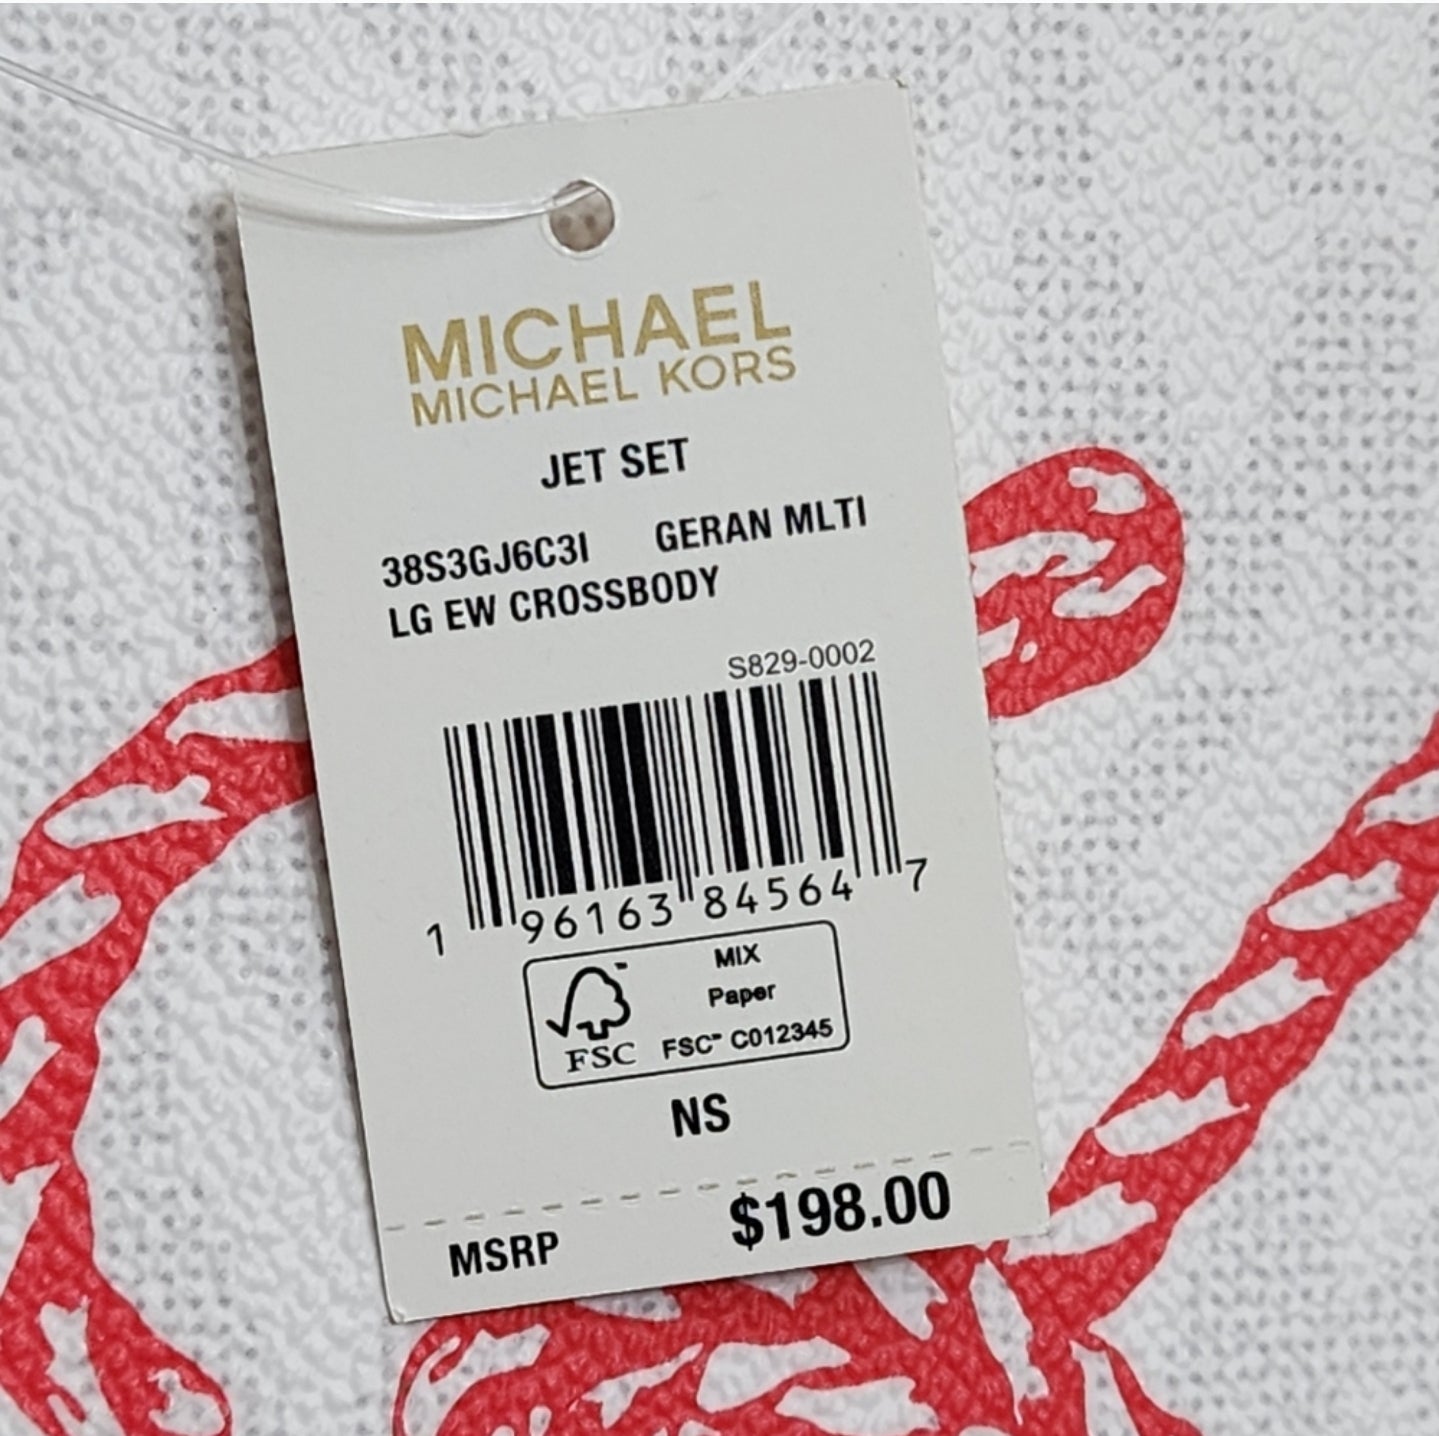 MICHAEL
MICHAEL KORS
JET SET
38S3GJ6C3I GERAN MLTI
LG EW CROSSBODY
S829-0002
1 96163 84564 7
MIX
Paper
FSC™ C012345
FSC
NS
MSRP $198.00